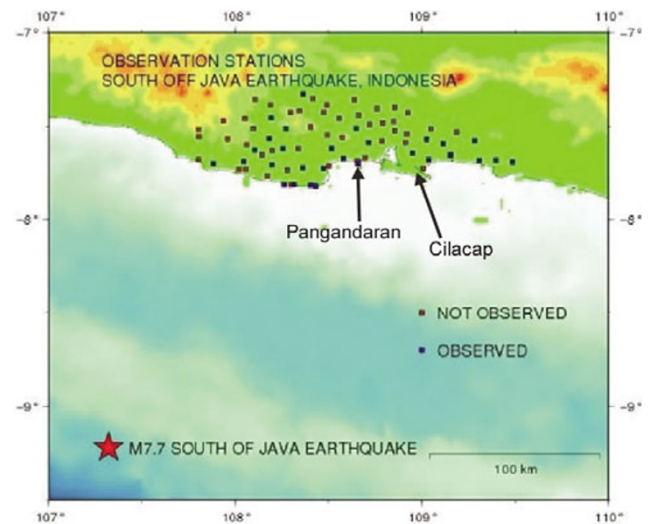 107° 108° 109° 110°
-7° -7°
OBSERVATION STATIONS
SOUTH OFF JAVA EARTHQUAKE, INDONESIA
-8° -8°
Pangandaran
Cilacap
NOT OBSERVED
OBSERVED
-9° -9°
M7.7 SOUTH OF JAVA EARTHQUAKE
100 km
107° 108° 109° 110°